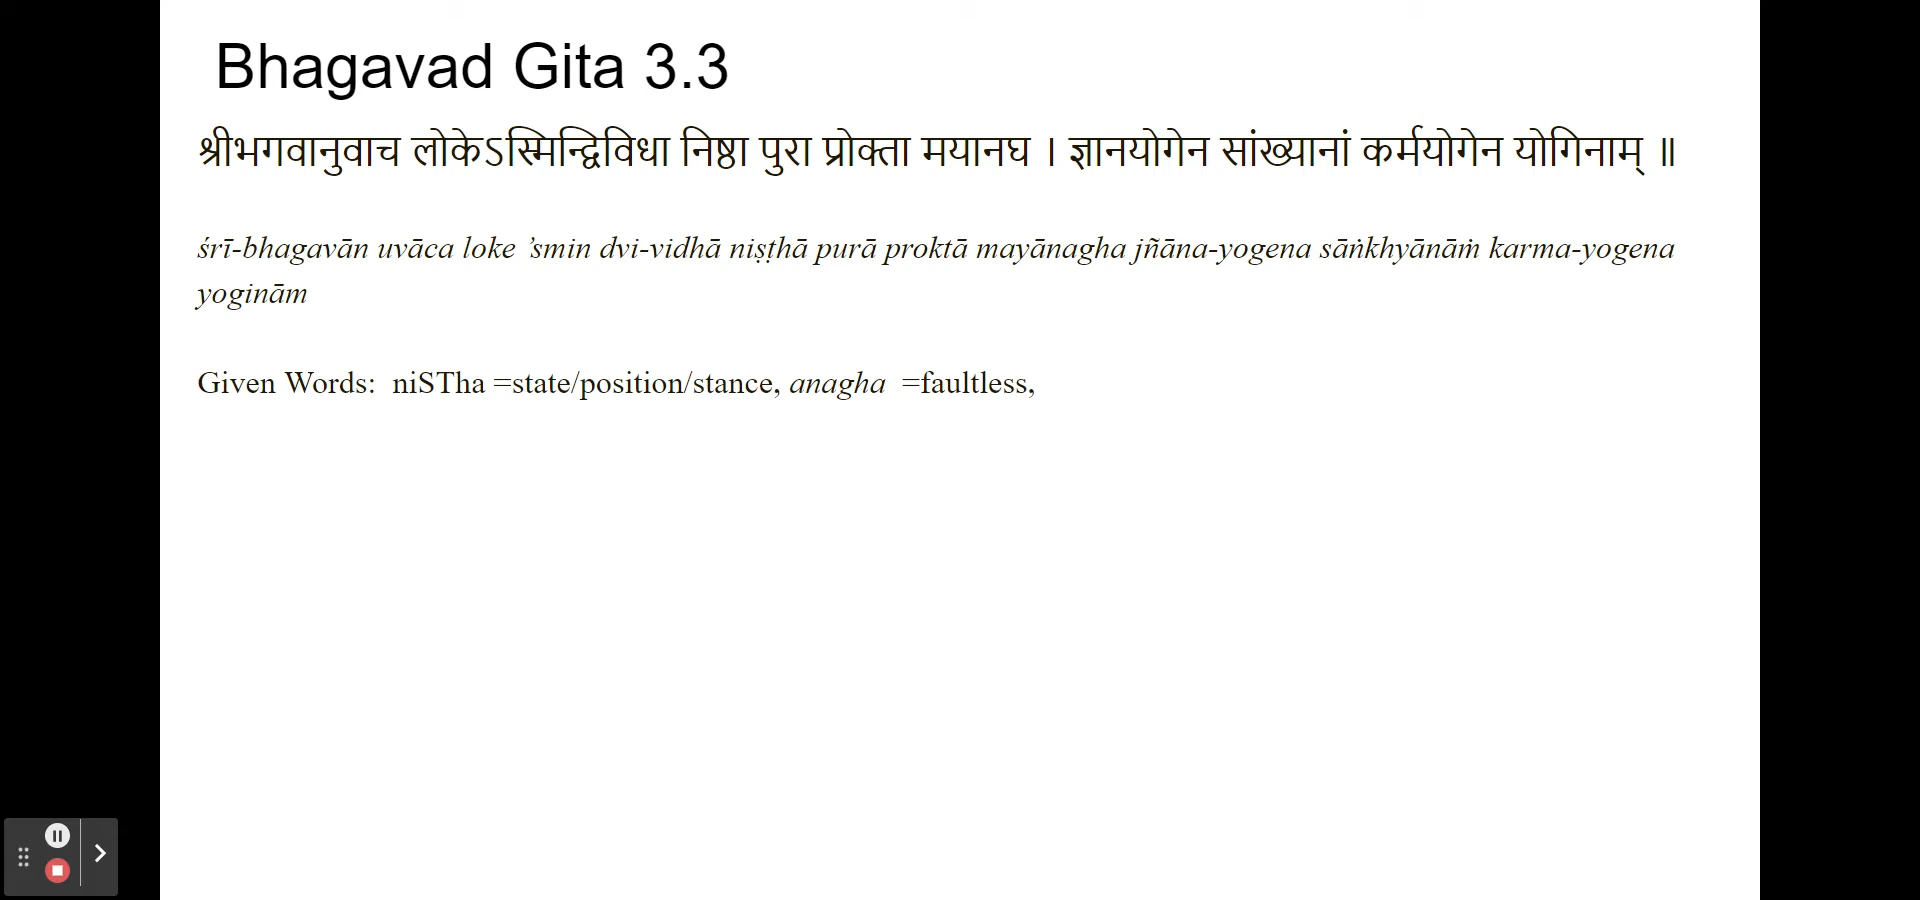 Bhagavad Gita 3.3
श्रीभगवानुवाच लोकेऽस्मिन्द्विविधा निष्ठा पुरा प्रोक्ता मयानघ । ज्ञानयोगेन सांख्यानां कर्मयोगेन योगिनाम् ॥
śrī-bhagavān uvāca loke ’smin dvi-vidhā niṣṭhā purā proktā mayānagha jñāna-yogena sāṅkhyānāṁ karma-yogena
yoginām
Given Words:  niSTha =state/position/stance, anagha  =faultless,